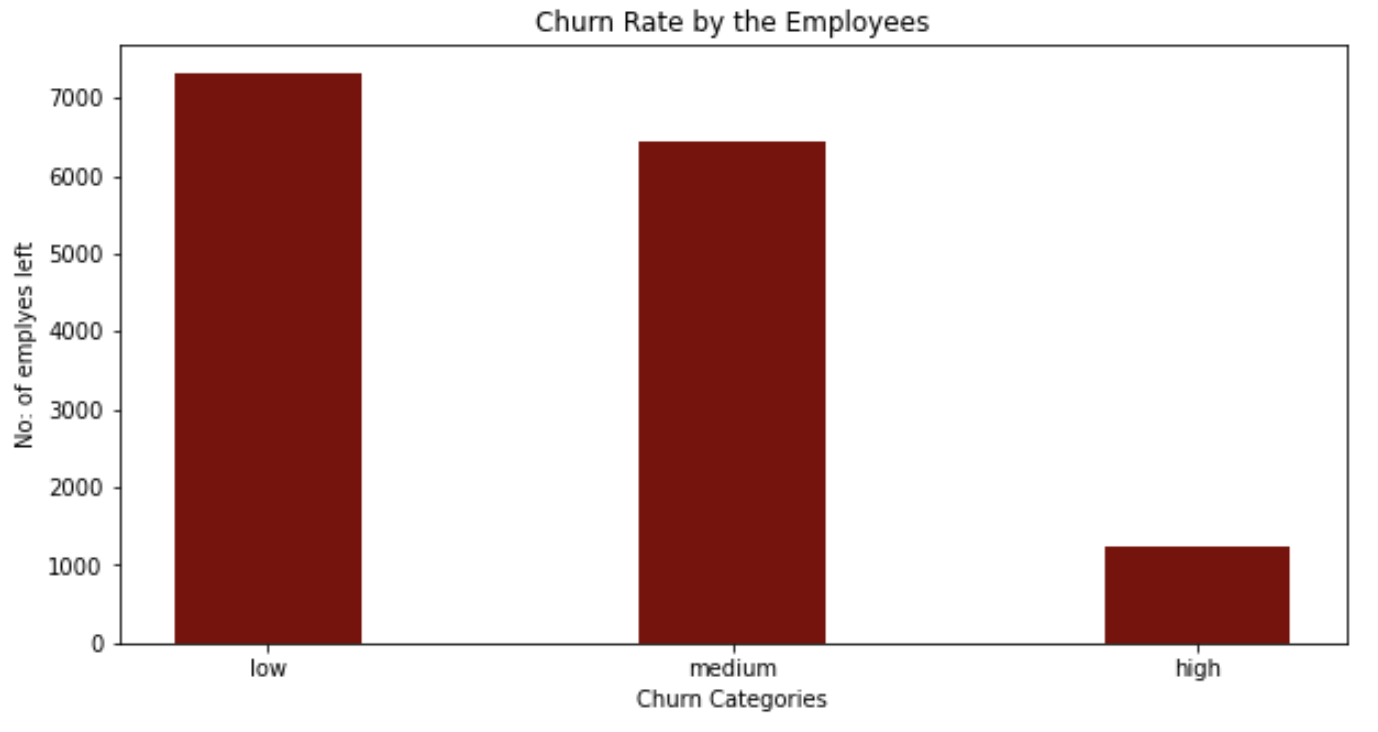 Churn Rate by the Employees
No: of emplyes left
7000
6000
5000
4000
3000
2000
1000
0
low
medium
high
Churn Categories